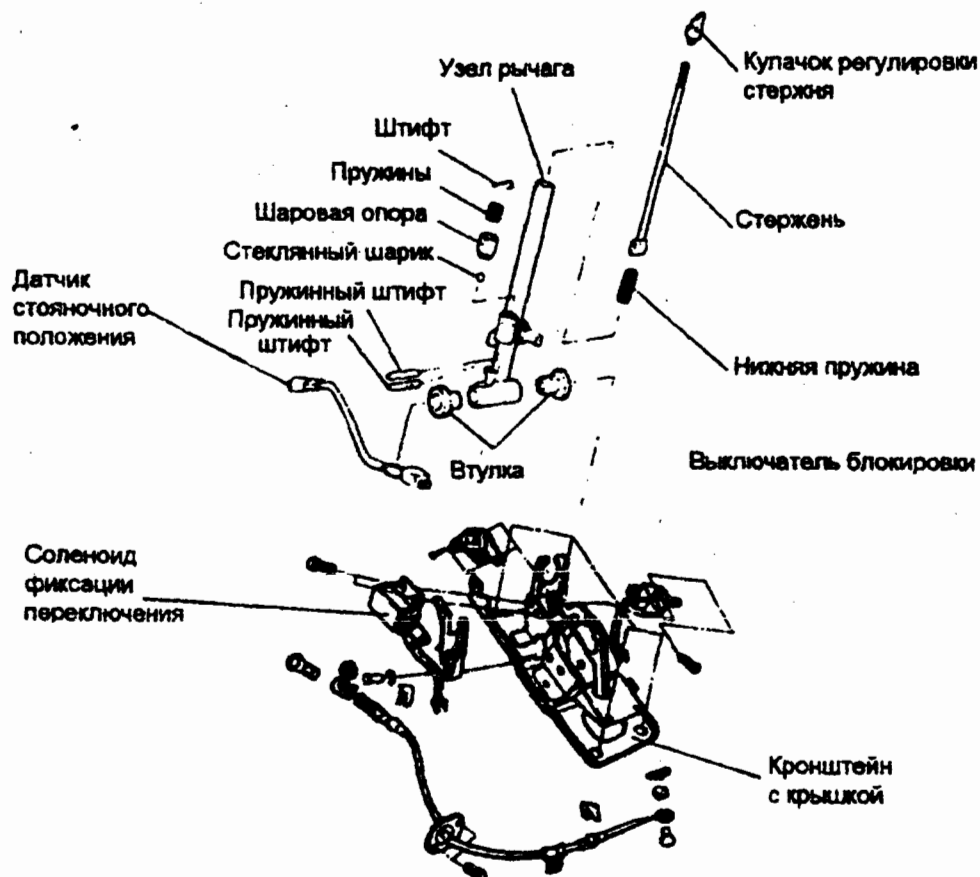 Купачок регулировки
стержня
Узел рычага
Штифт
Пружины
Шаровая опора
Стеклянный шарик
Стержень
Датчик
стояночного
положения
Пружинный штифт
Пружинный
штифт
Нижняя пружина
Втулка
Выключатель блокировки
Соленоид
фиксации
переключения
Кронштейн
с крышкой